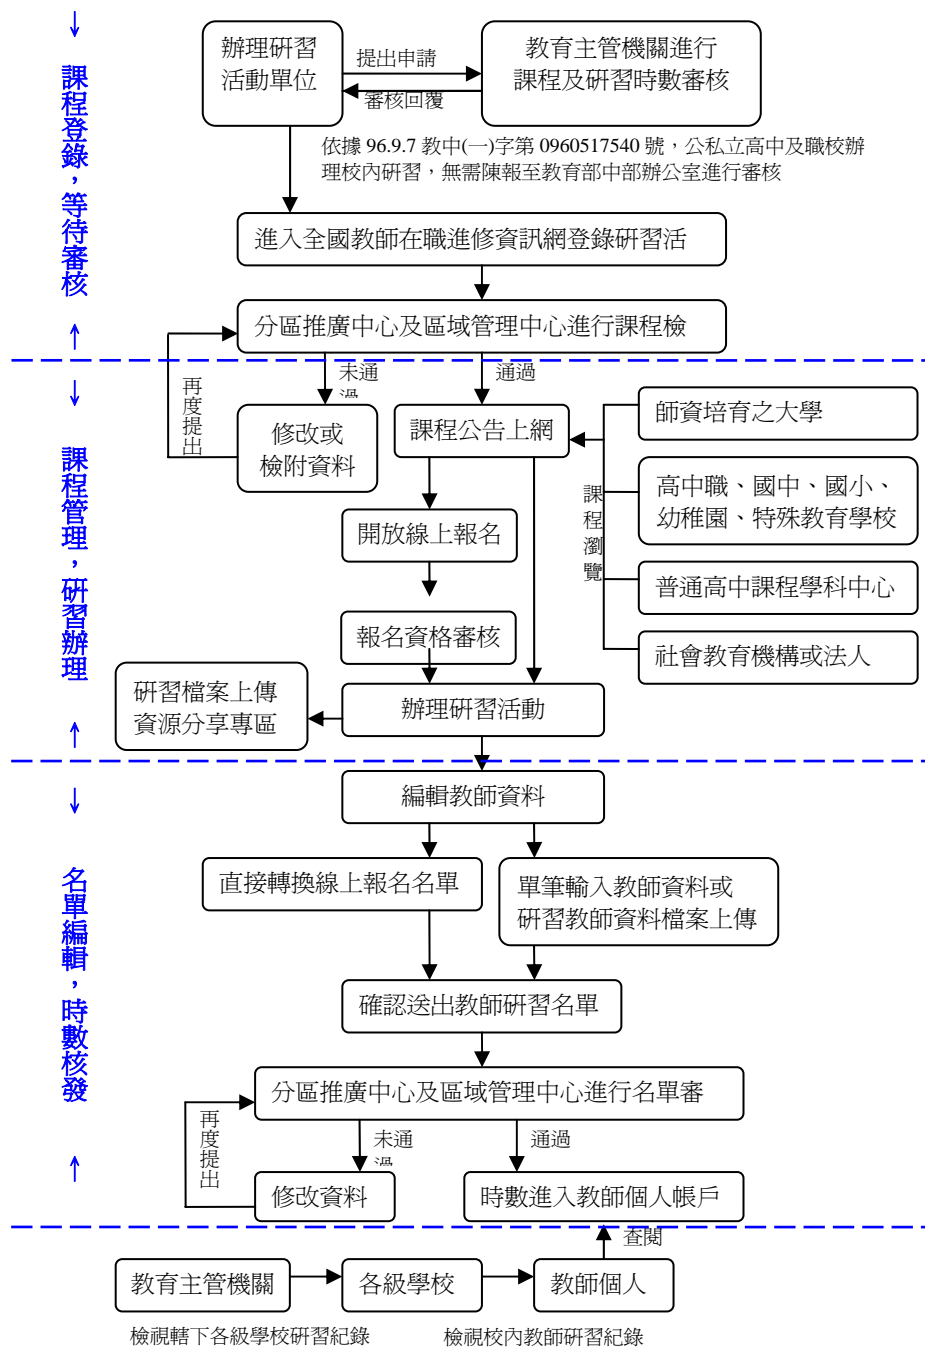 課程登錄，等待審核
辦理研習
活動單位
提出申請
審核回覆
教育主管機關進行
課程及研習時數審核
依據 96.9.7 教中(一)字第 0960517540 號，公私立高中及職校辦
理校內研習，無需陳報至教育部中部辦公室進行審核
進入全國教師在職進修資訊網登錄研習活
分區推廣中心及區域管理中心進行課程檢
課程管理，研習辦理
再度提出
未通
過
通過
修改或
檢附資料
課程公告上網
課程瀏覽
師資培育之大學
高中職、國中、國小、
幼稚園、特殊教育學校
普通高中課程學科中心
社會教育機構或法人
開放線上報名
報名資格審核
研習檔案上傳
資源分享專區
辦理研習活動
名單編輯，時數核發
編輯教師資料
直接轉換線上報名名單
單筆輸入教師資料或
研習教師資料檔案上傳
確認送出教師研習名單
分區推廣中心及區域管理中心進行名單審
再度提出
未通
過
通過
修改資料
時數進入教師個人帳戶
查閱
教育主管機關
各級學校
教師個人
檢視轄下各級學校研習紀錄
檢視校內教師研習紀錄